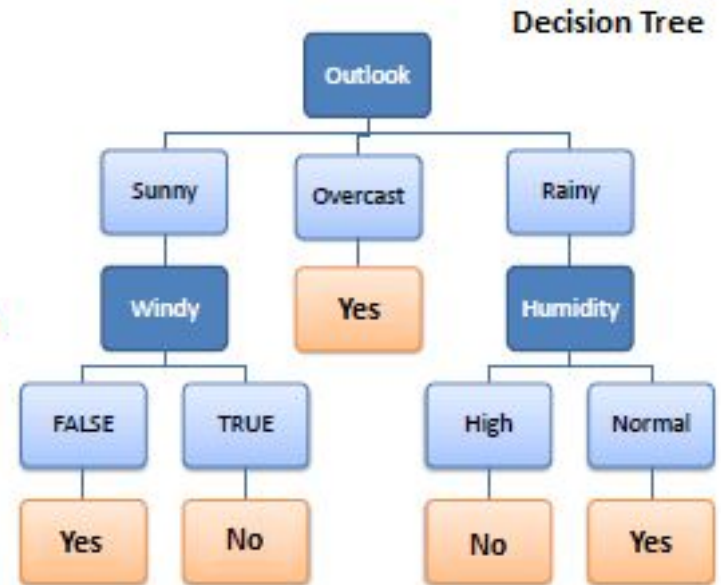 Decision Tree
Outlook
Sunny
Overcast
Rainy
Windy
Yes
Humidity
FALSE
TRUE
High
Normal
Yes
No
No
Yes